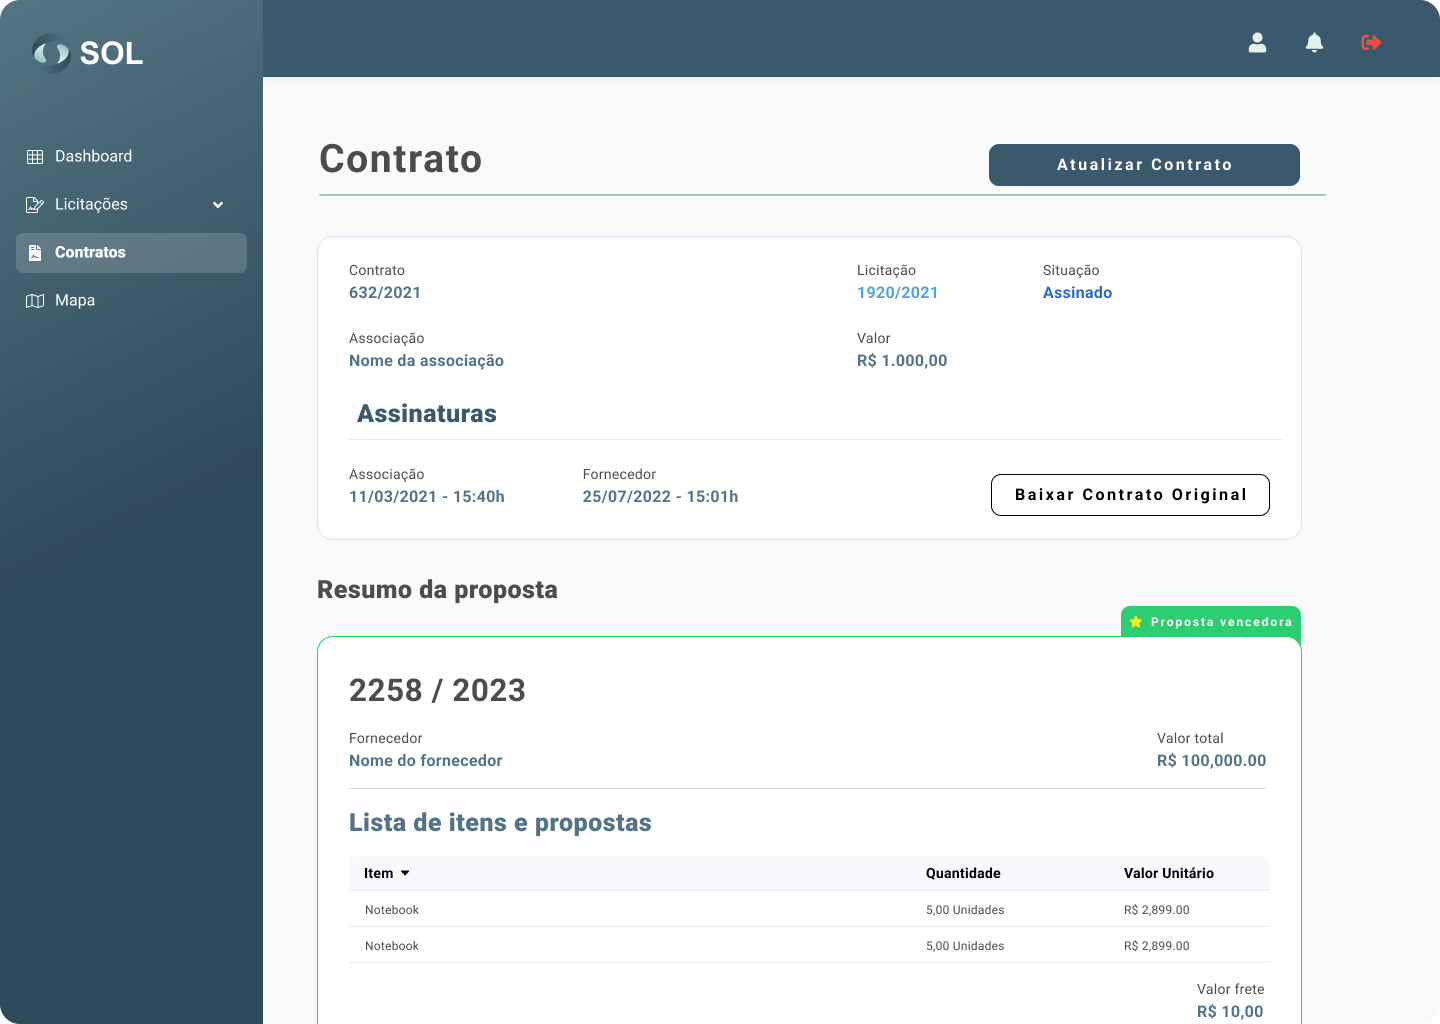 SOL
Dashboard
Licitações
Contratos
Mapa
Contrato
Atualizar Contrato
Contrato
632/2021
Licitação
1920/2021
Situação
Assinado
Associação
Nome da associação
Valor
R$ 1.000,00
Assinaturas
Associação
11/03/2021 - 15:40h
Fornecedor
25/07/2022 - 15:01h
Baixar Contrato Original
Resumo da proposta
Proposta vencedora
2258 / 2023
Fornecedor
Nome do fornecedor
Valor total
R$ 100,000.00
Lista de itens e propostas
Item Quantidade Valor Unitário
Notebook 5,00 Unidades R$ 2,899.00
Notebook 5,00 Unidades R$ 2,899.00
Valor frete
R$ 10,00